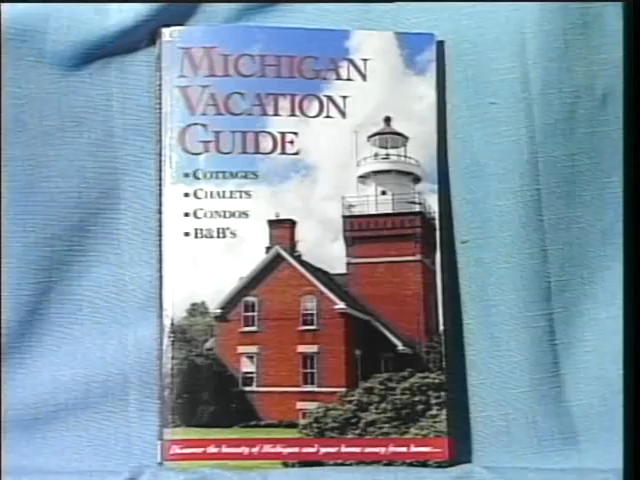 MICHIGAN
VACATION
GUIDE
▪ COTTAGES
▪ CHALETS
▪ CONDOS
▪ B&B'S
Discover the beauty of Michigan and your home away from home...